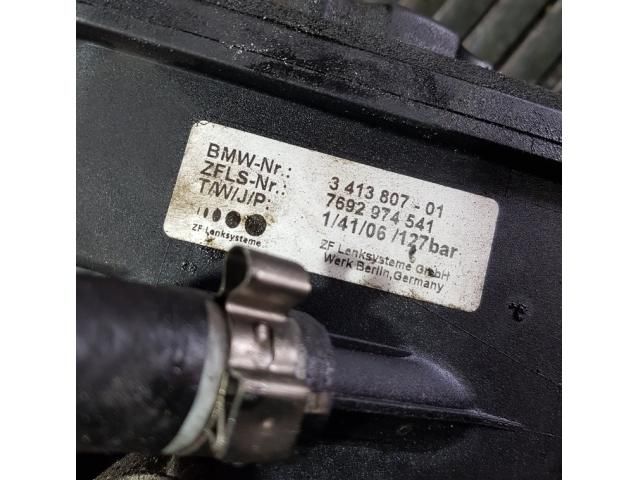 BMW-Nr.: 3 413 807 - 01
ZFLS-Nr.: 7692 974 541
T/W/J/P: 1/41/06 /127bar
ZF Lenksysteme ZF Lenksysteme GmbH
Werk Berlin, Germany